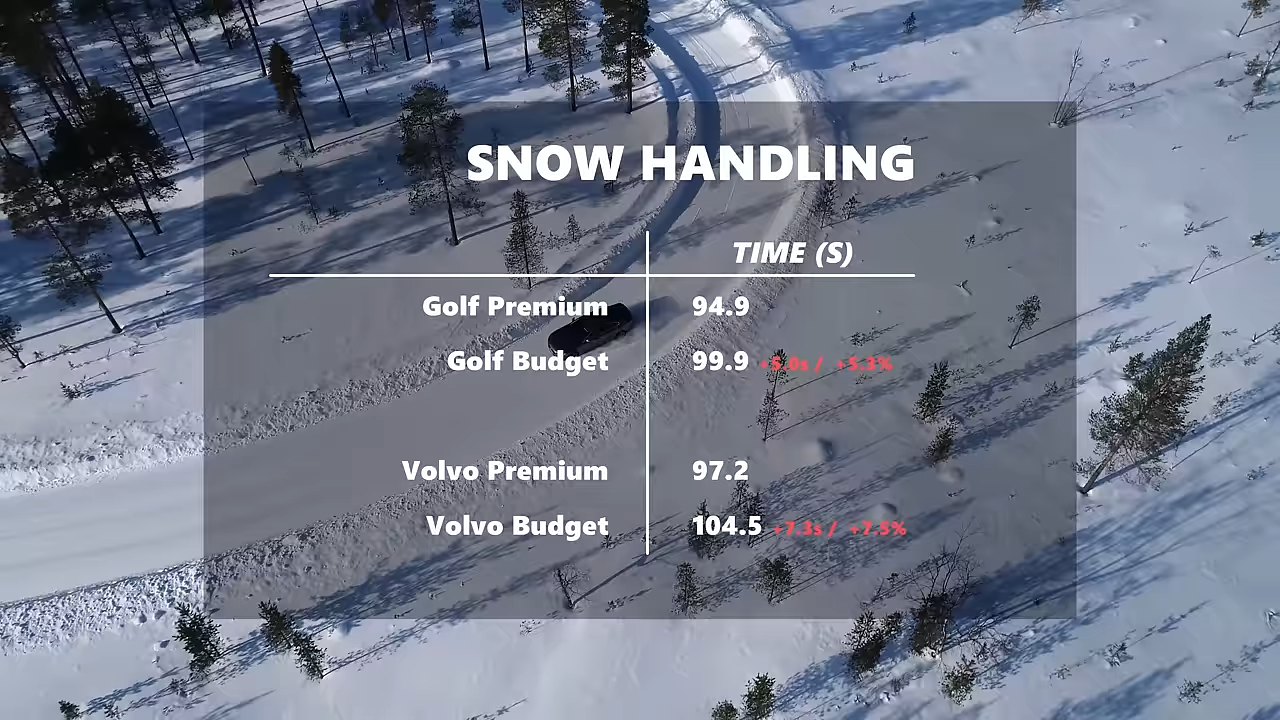 SNOW HANDLING
TIME (S)
Golf Premium 94.9
Golf Budget 99.9 +5.0s / +5.3%
Volvo Premium 97.2
Volvo Budget 104.5 +7.3s / +7.5%